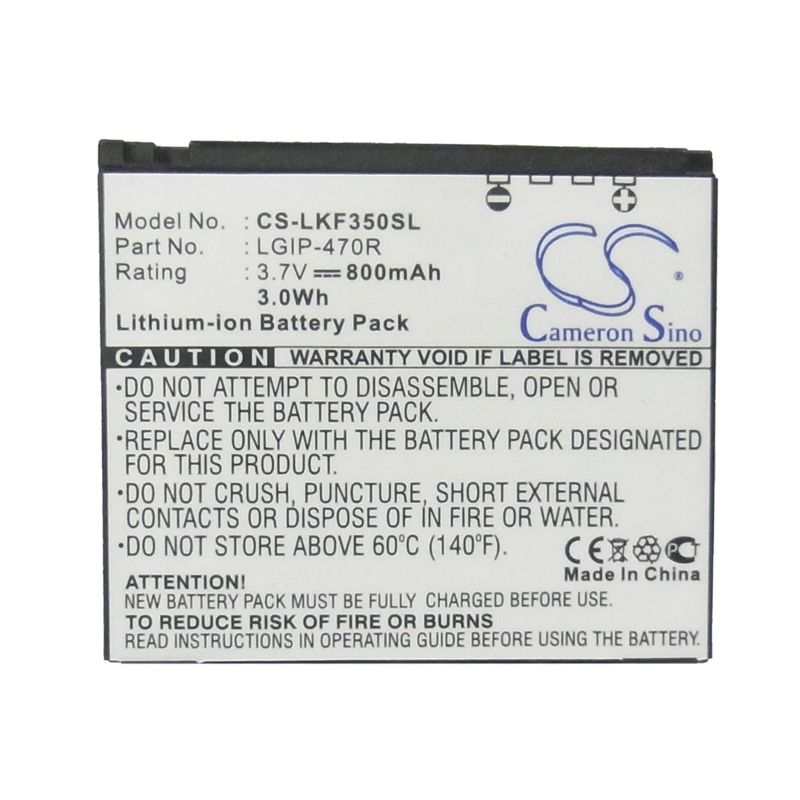 Model No. : CS-LKF350SL
Part No. : LGIP-470R
Rating : 3.7V 800mAh
3.0Wh
Lithium-ion Battery Pack
CS ®
Cameron Sino
CAUTION WARRANTY VOID IF LABEL IS REMOVED
•DO NOT ATTEMPT TO DISASSEMBLE, OPEN OR
SERVICE THE BATTERY PACK.
•REPLACE ONLY WITH THE BATTERY PACK DESIGNATED
FOR THIS PRODUCT.
•DO NOT CRUSH, PUNCTURE, SHORT EXTERNAL
CONTACTS OR DISPOSE OF IN FIRE OR WATER.
•DO NOT STORE ABOVE 60°C (140°F).
CE PCT
Made In China
ATTENTION!
NEW BATTERY PACK MUST BE FULLY CHARGED BEFORE USE.
TO REDUCE RISK OF FIRE OR BURNS
READ INSTRUCTIONS IN OPERATING GUIDE BEFORE USING THE BATTERY.